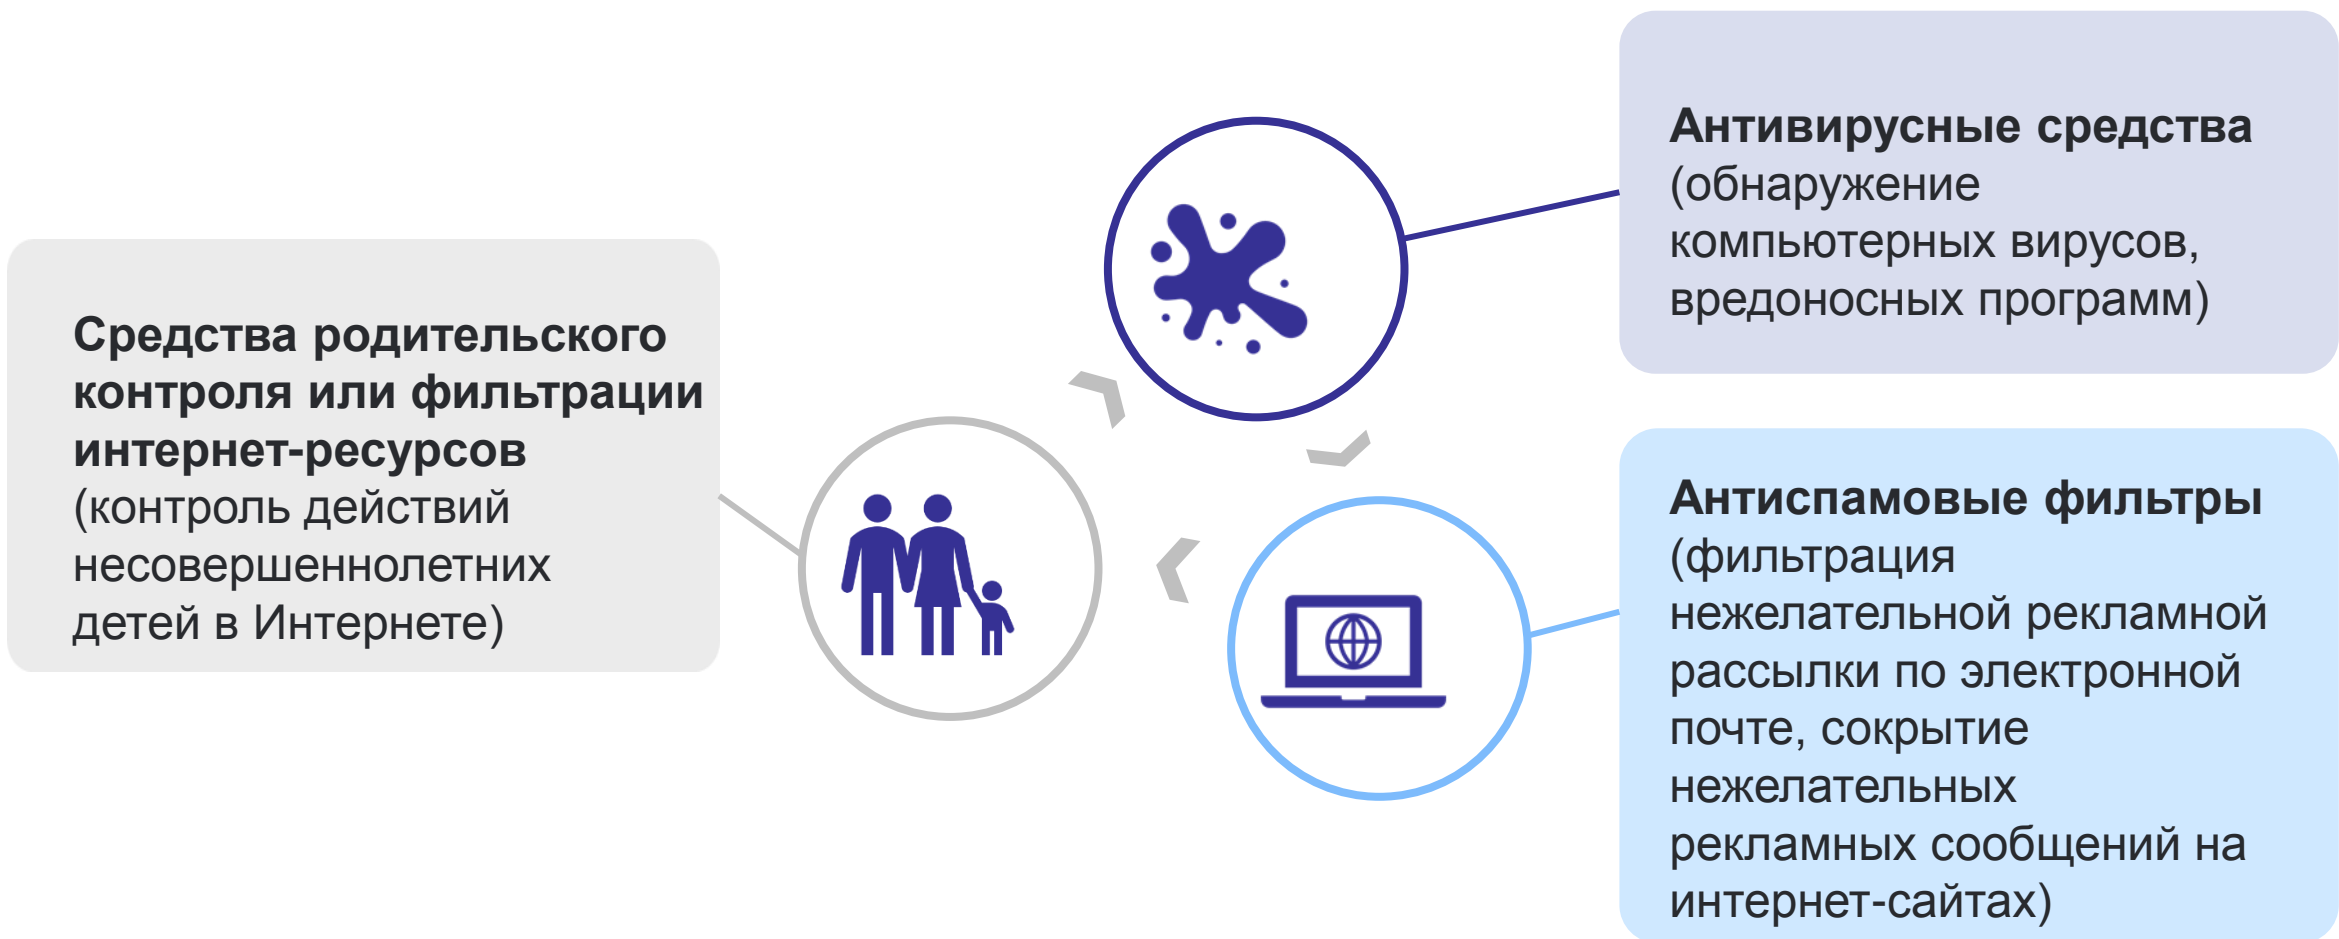 Средства родительского
контроля или фильтрации
интернет-ресурсов
(контроль действий
несовершеннолетних
детей в Интернете)
Антивирусные средства
(обнаружение
компьютерных вирусов,
вредоносных программ)
Антиспамовые фильтры
(фильтрация
нежелательной рекламной
рассылки по электронной
почте, сокрытие
нежелательных
рекламных сообщений на
интернет-сайтах)